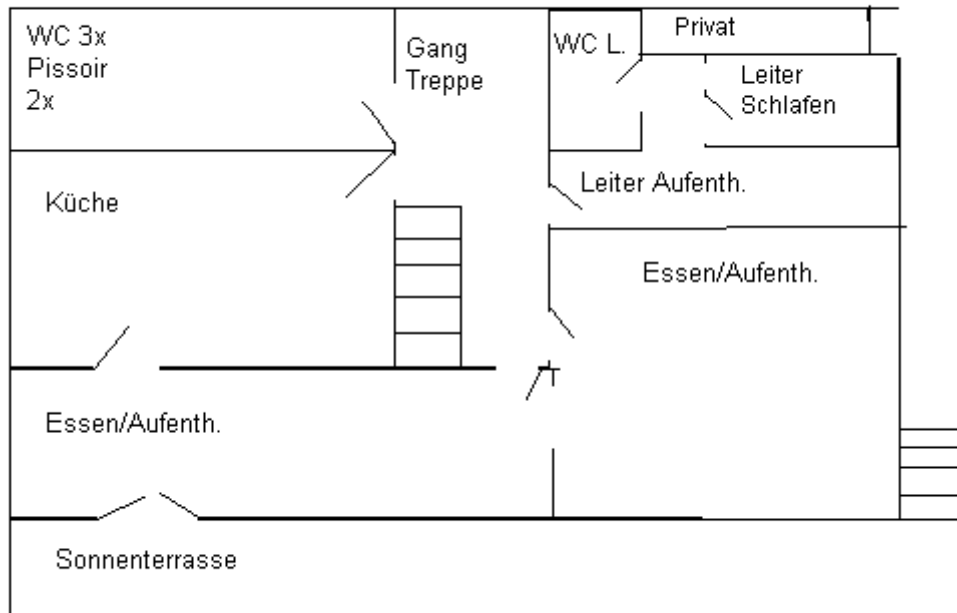 WC 3x
Pissoir
2x
Gang
Treppe
WC L.
Privat
Leiter
Schlafen
Küche
Leiter Aufenth.
Essen/Aufenth.
Essen/Aufenth.
Sonnenterrasse